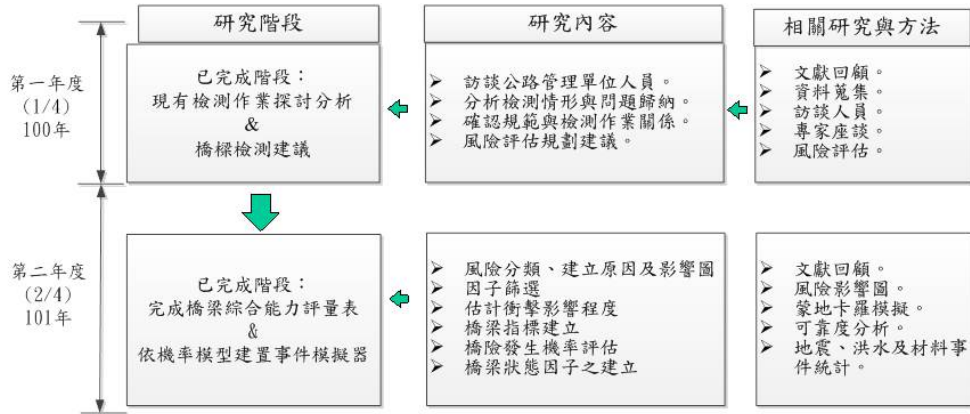 研究階段
研究內容
相關研究與方法
第一年度
(1/4)
100年
已完成階段：
現有檢測作業探討分析
&
橋樑檢測建議
訪談公路管理單位人員。
分析檢測情形與問題歸納。
確認規範與檢測作業關係。
風險評估規劃建議。
文獻回顧。
資料蒐集。
訪談人員。
專家座談。
風險評估。
第二年度
(2/4)
101年
已完成階段：
完成橋梁綜合能力評量表
&
依機率模型建置事件模擬器
風險分類、建立原因及影響圖
因子篩選
估計衝擊影響程度
橋梁指標建立
橋險發生機率評估
橋梁狀態因子之建立
文獻回顧。
風險影響圖。
蒙地卡羅模擬。
可靠度分析。
地震、洪水及材料事
件統計。